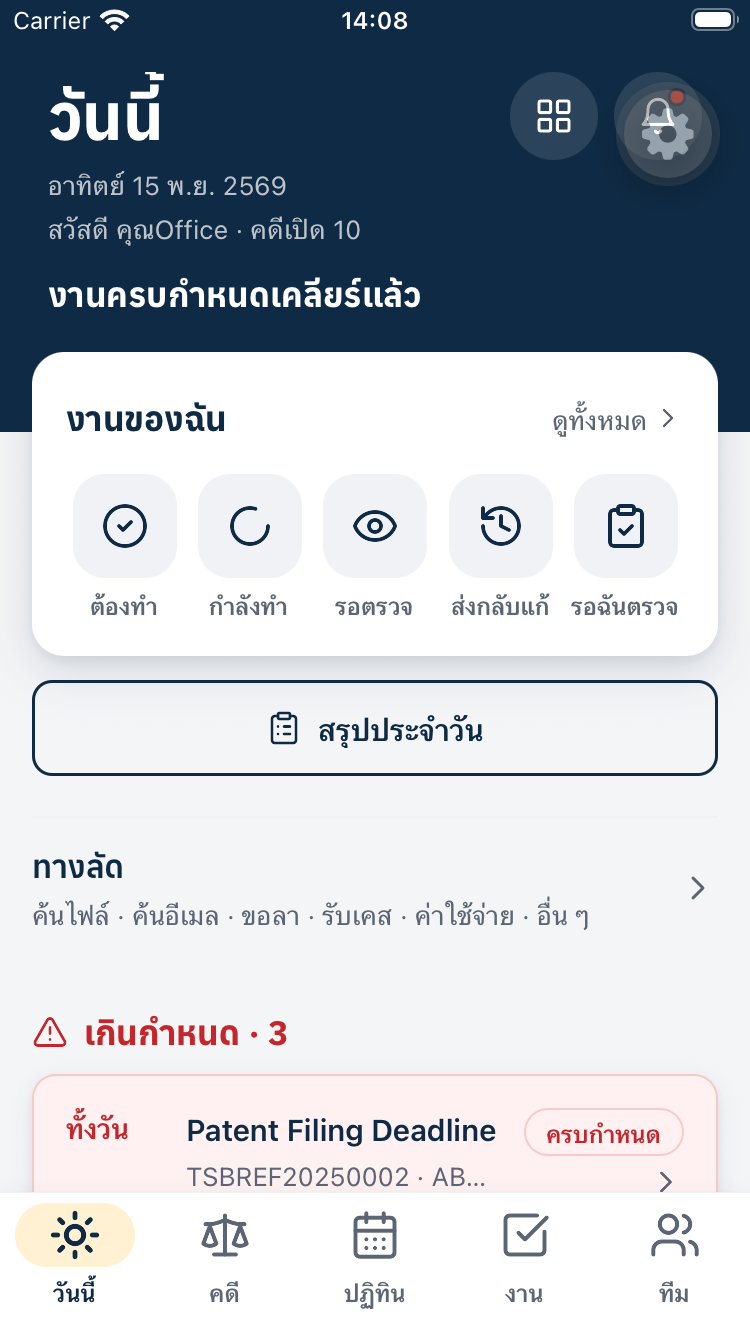 Carrier
14:08
วันนี้
อาทิตย์ 15 พ.ย. 2569
สวัสดี คุณOffice · คดีเปิด 10
งานครบกำหนดเคลียร์แล้ว
งานของฉัน
ดูทั้งหมด
ต้องทำ
กำลังทำ
รอตรวจ
ส่งกลับแก้
รอฉันตรวจ
สรุปประจำวัน
ทางลัด
ค้นไฟล์ · ค้นอีเมล · ขอลา · รับเคส · ค่าใช้จ่าย · อื่น ๆ
เกินกำหนด · 3
ทั้งวัน
Patent Filing Deadline
ครบกำหนด
TSBREF20250002 · AB...
วันนี้
คดี
ปฏิทิน
งาน
ทีม